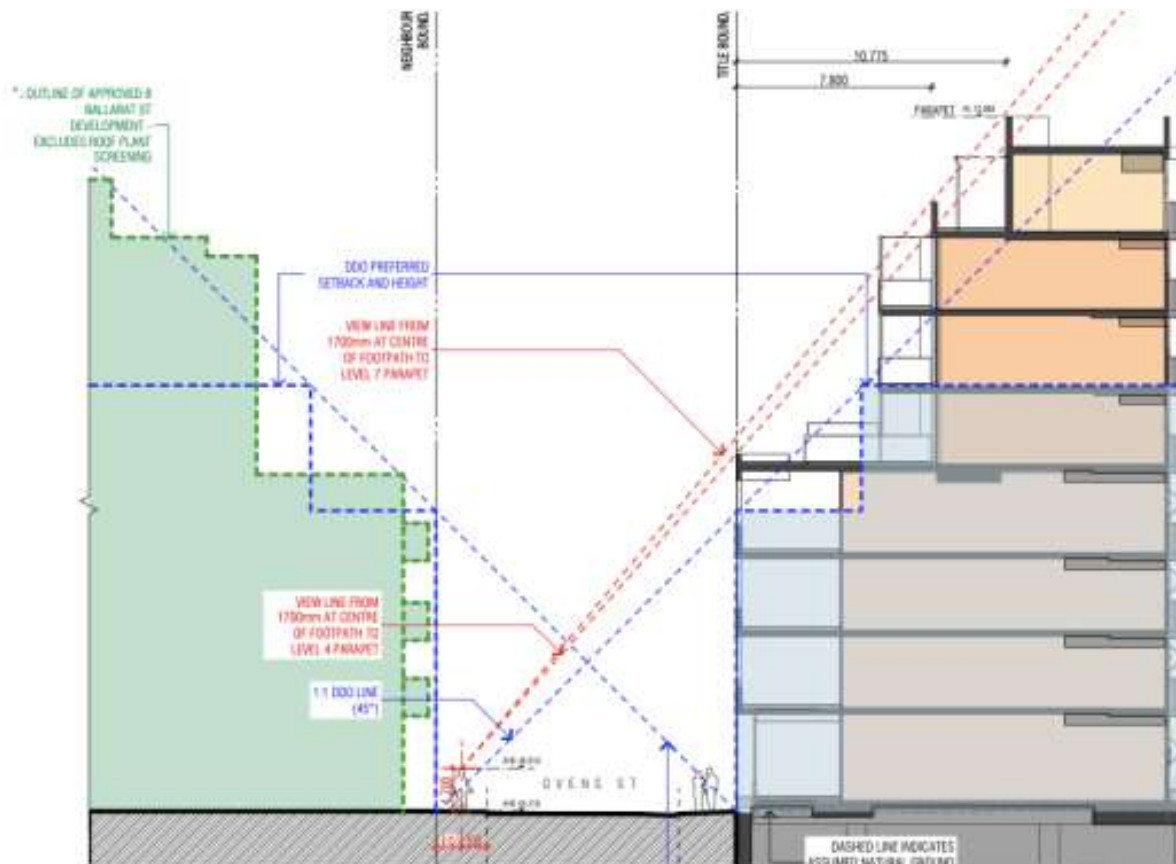 NEIGHBOUR
BOUND.
TITLE BOUND.
10.775
7.800
PARAPET
*. OUTLINE OF APPROVED 8
BALLARAT ST
DEVELOPMENT -
EXCLUDES ROOF PLANT
SCREENING
DDO PREFERRED
SETBACK AND HEIGHT
VIEW LINE FROM
1700mm AT CENTRE
OF FOOTPATH TO
LEVEL 7 PARAPET
VIEW LINE FROM
1700mm AT CENTRE
OF FOOTPATH TO
LEVEL 4 PARAPET
1:1 DDO LINE
(45°)
OVENS ST
DASHED LINE INDICATES
ASSUMED NATURAL GROUND